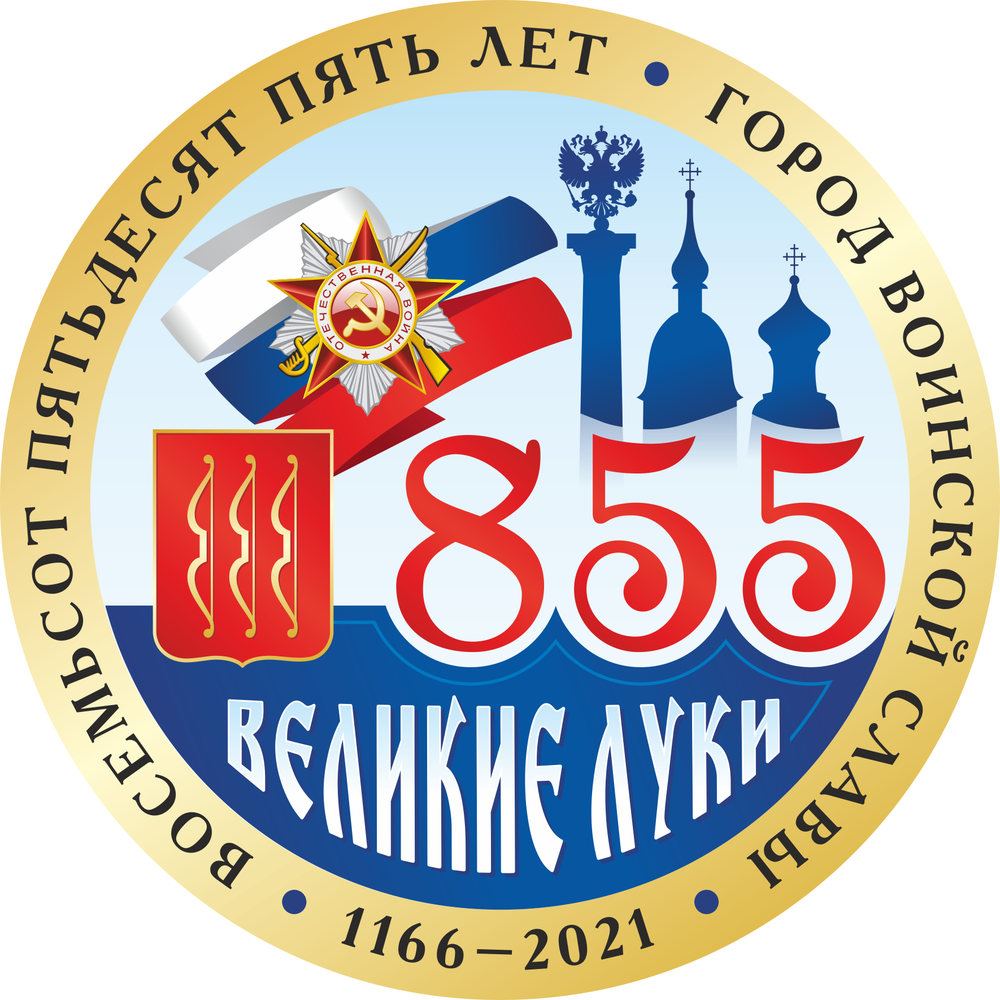 ВОСЕМЬСОТ ПЯТЬДЕСЯТ ПЯТЬ ЛЕТ • ГОРОД ВОИНСКОЙ СЛАВЫ •
ОТЕЧЕСТВЕННАЯ ВОЙНА
855
ВЕЛИКИЕ ЛУКИ
1166–2021